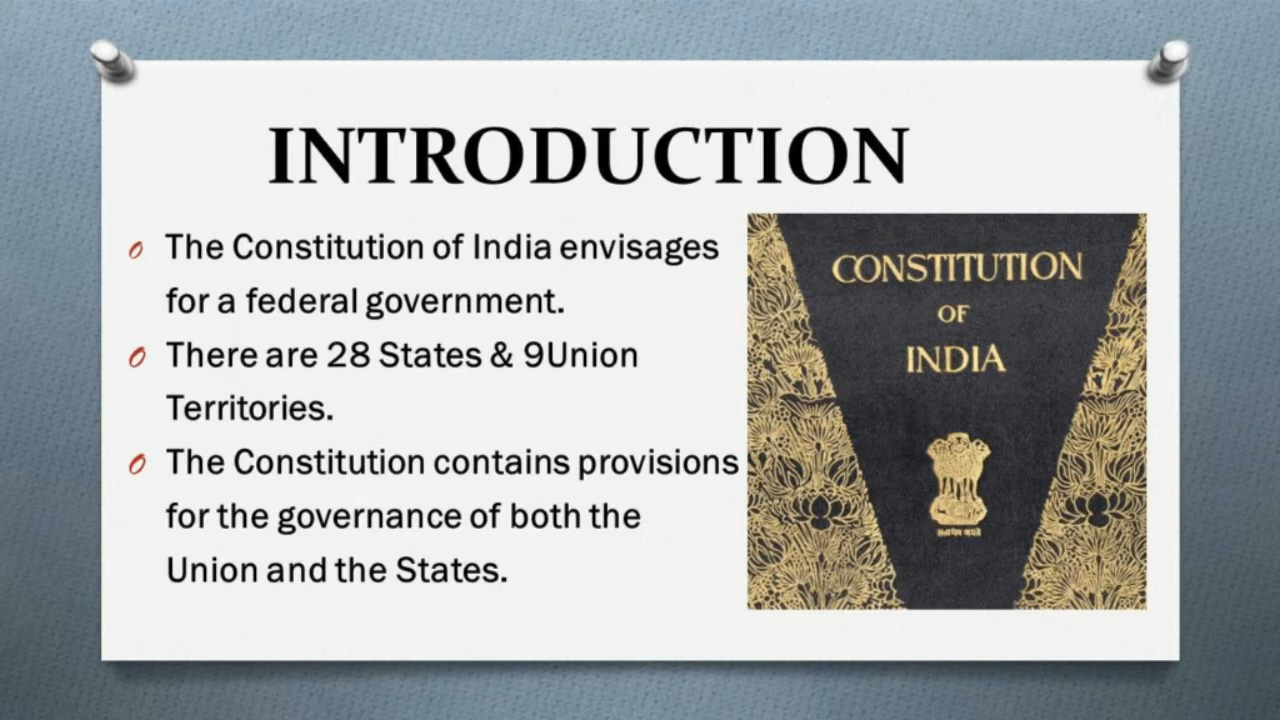 INTRODUCTION
The Constitution of India envisages
for a federal government.
There are 28 States & 9Union
Territories.
The Constitution contains provisions
for the governance of both the
Union and the States.
CONSTITUTION
OF
INDIA